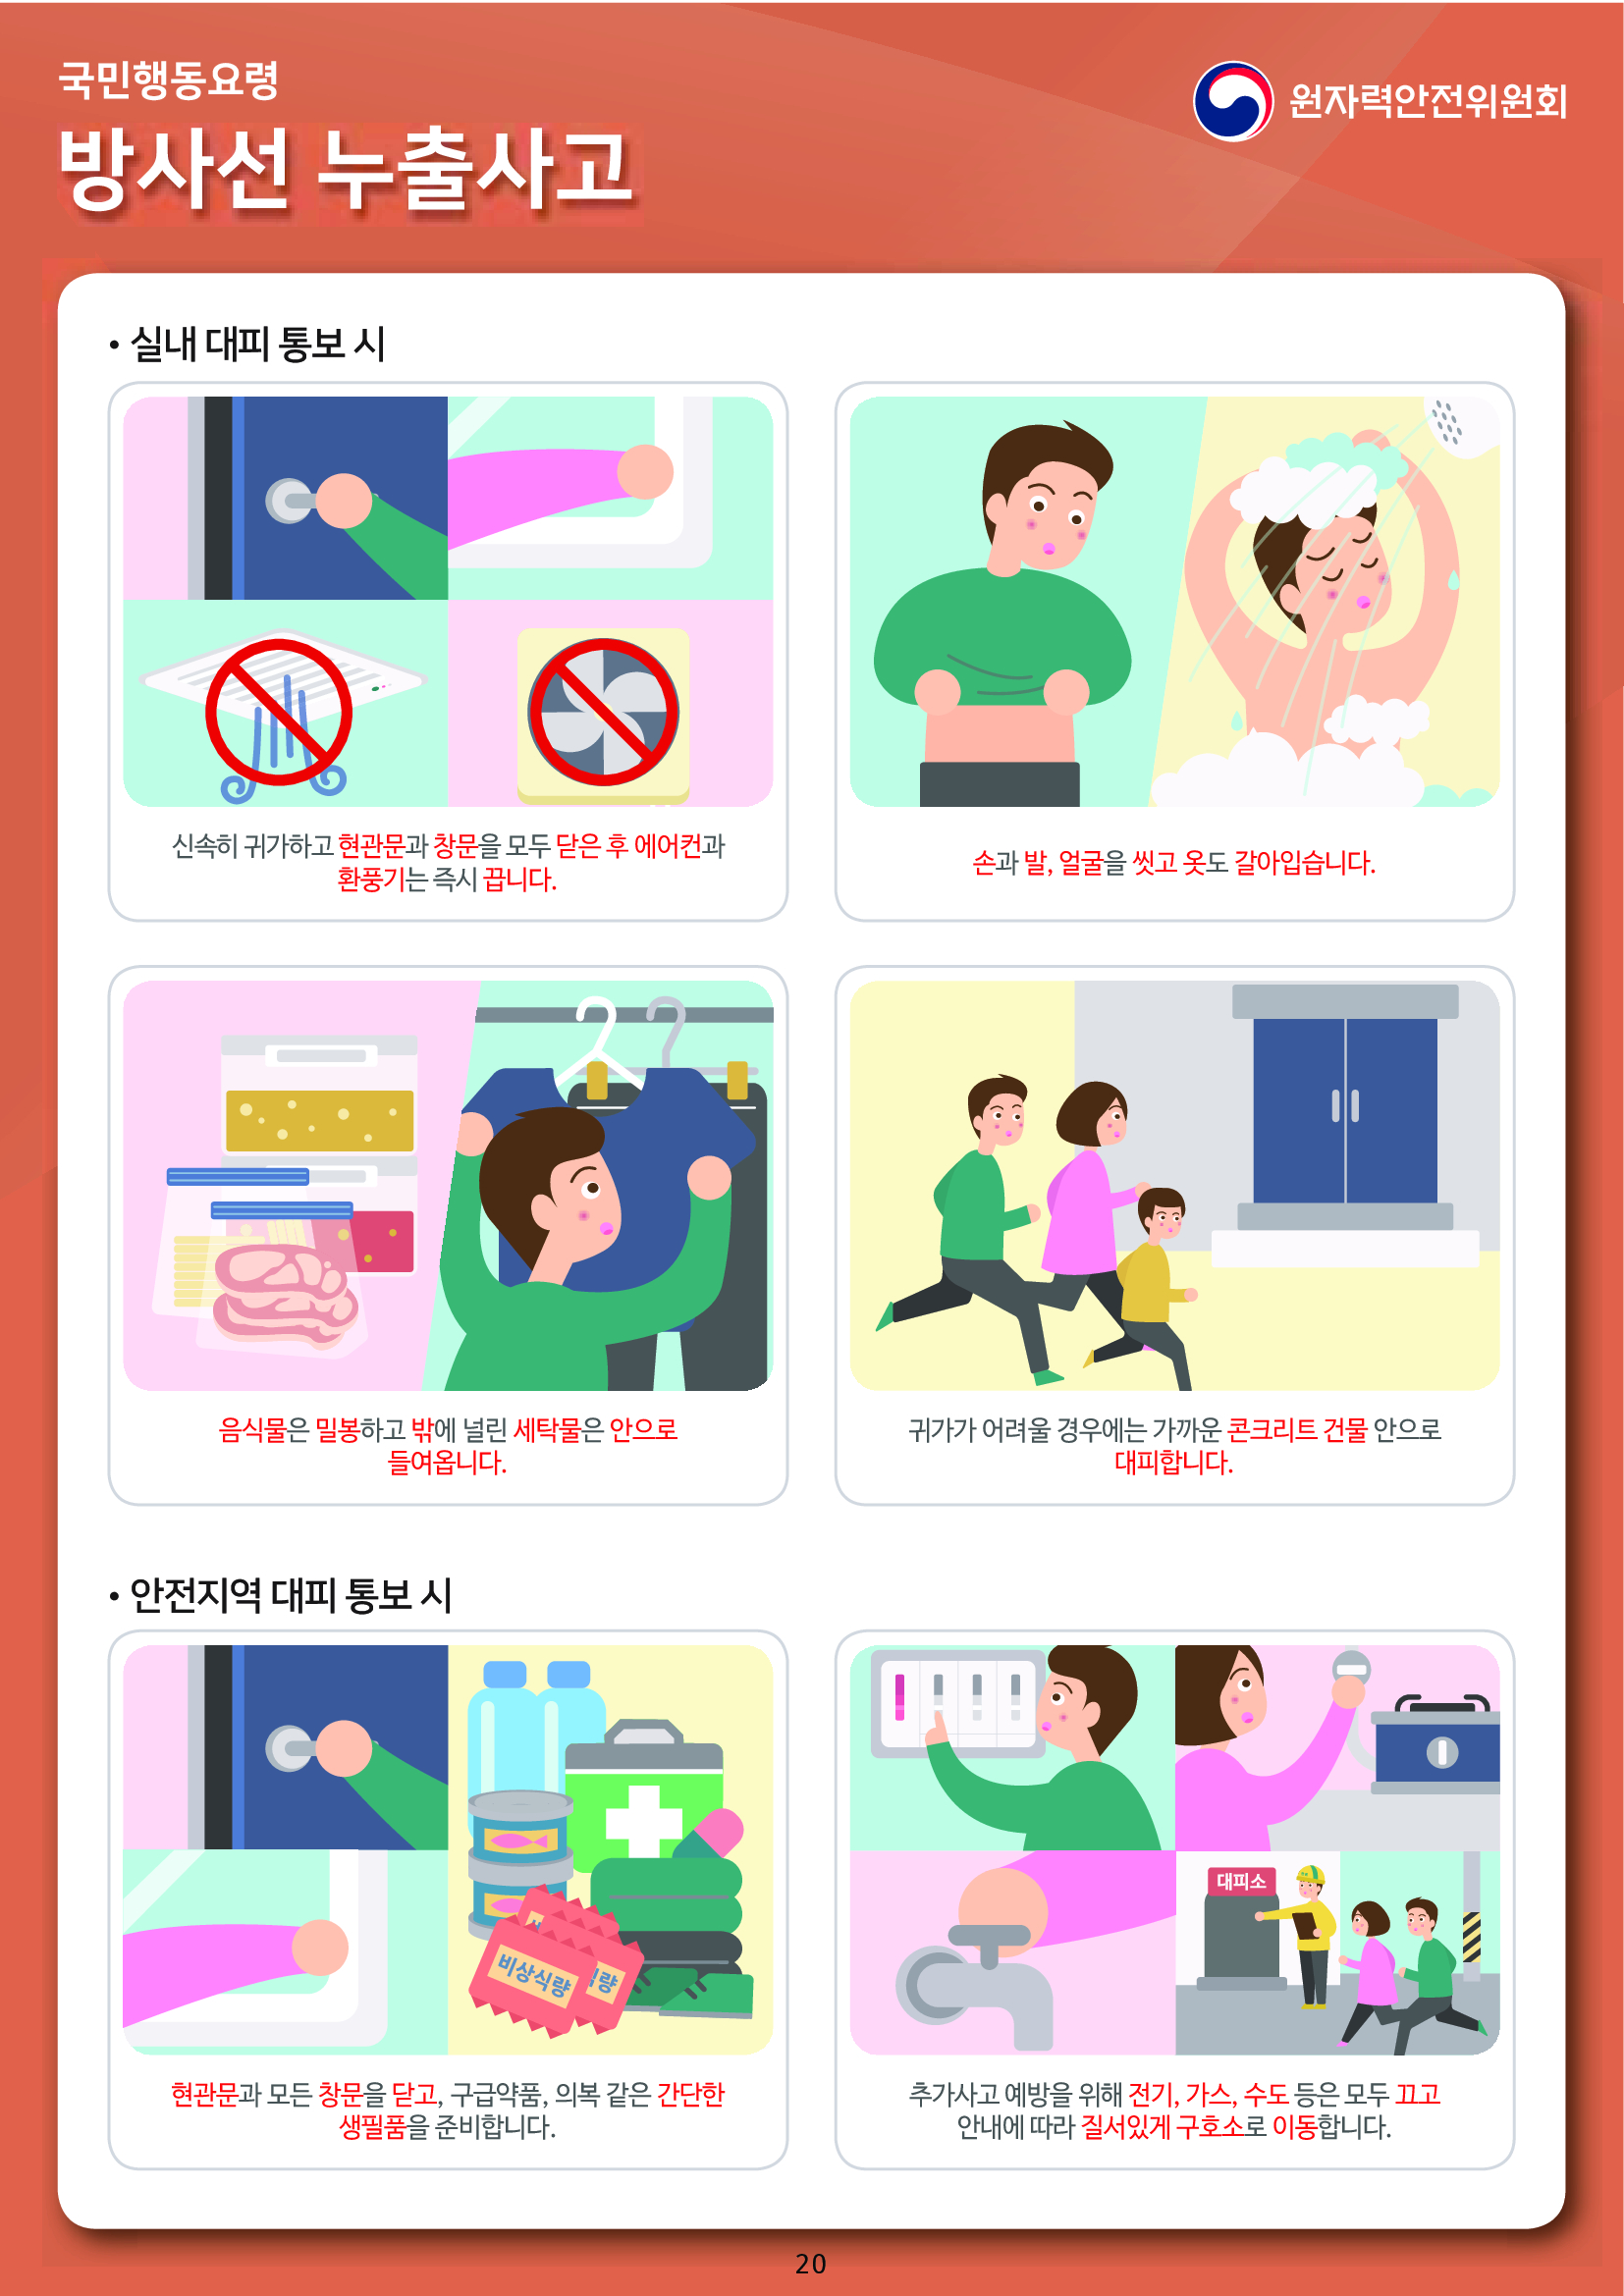 국민행동요령
방사선 누출사고
원자력안전위원회
• 실내 대피 통보 시
신속히 귀가하고 현관문과 창문을 모두 닫은 후 에어컨과
환풍기는 즉시 끕니다.
손과 발, 얼굴을 씻고 옷도 갈아입습니다.
음식물은 밀봉하고 밖에 널린 세탁물은 안으로
들여옵니다.
귀가가 어려울 경우에는 가까운 콘크리트 건물 안으로
대피합니다.
• 안전지역 대피 통보 시
비상식량
식량
대피소
현관문과 모든 창문을 닫고, 구급약품, 의복 같은 간단한
생필품을 준비합니다.
추가사고 예방을 위해 전기, 가스, 수도 등은 모두 끄고
안내에 따라 질서있게 구호소로 이동합니다.
20